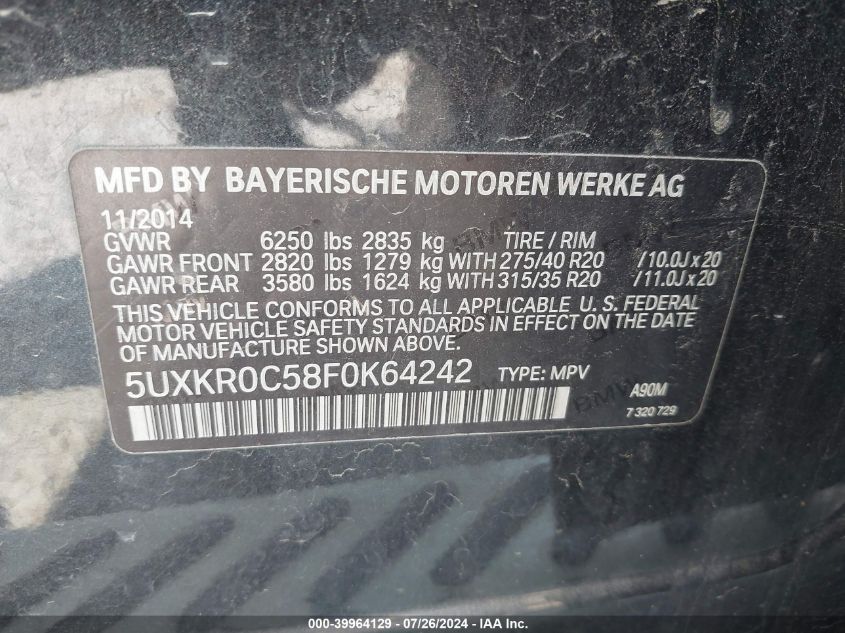 MFD BY BAYERISCHE MOTOREN WERKE AG
11/2014
GVWR 6250 lbs 2835 kg TIRE / RIM
GAWR FRONT 2820 lbs 1279 kg WITH 275/40 R20 /10.0J x 20
GAWR REAR 3580 lbs 1624 kg WITH 315/35 R20 /11.0J x 20
THIS VEHICLE CONFORMS TO ALL APPLICABLE U. S. FEDERAL
MOTOR VEHICLE SAFETY STANDARDS IN EFFECT ON THE DATE
OF MANUFACTURE SHOWN ABOVE.
5UXKR0C58F0K64242 TYPE: MPV A90M
7 320 729
000-39964129 - 07/26/2024 - IAA Inc.